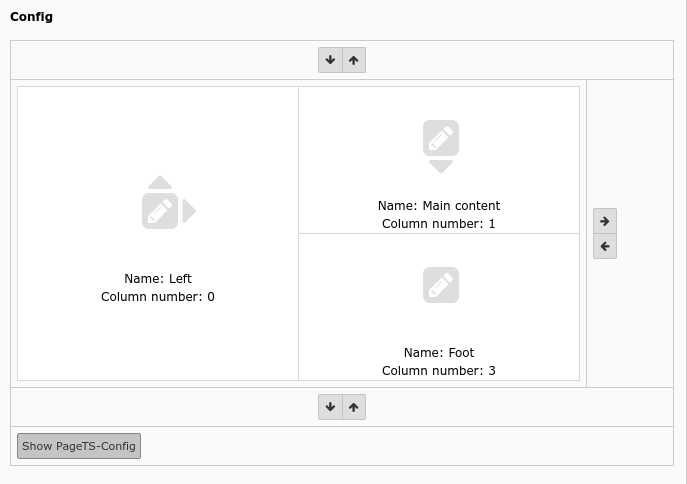 Config
Name: Left
Column number: 0
Name: Main content
Column number: 1
Name: Foot
Column number: 3
Show PageTS-Config